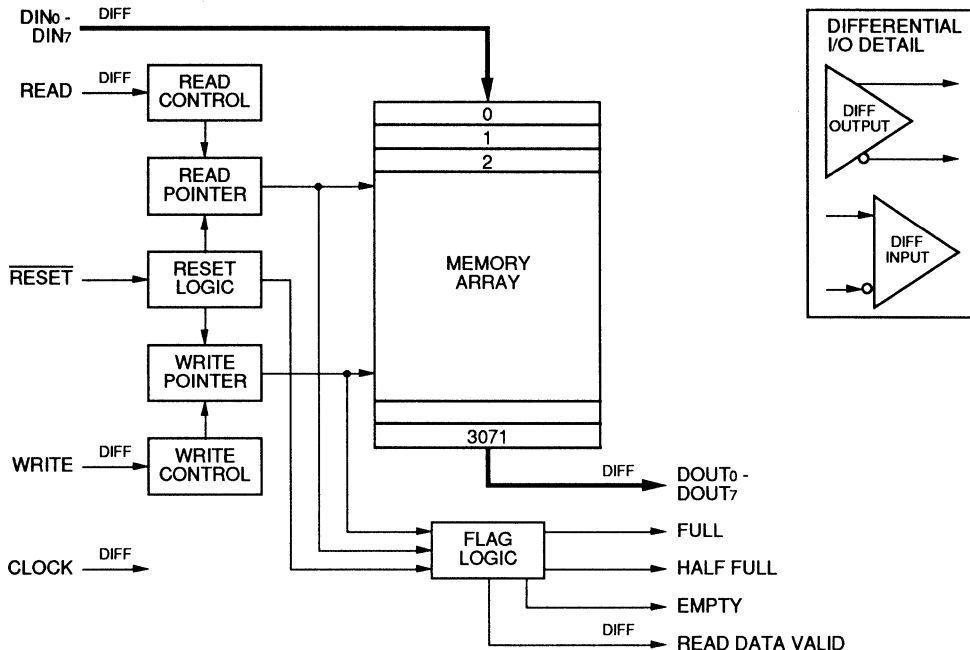 DIN0 -
DIN7
DIFF
READ
DIFF
READ
CONTROL
READ
POINTER
RESET
RESET
LOGIC
WRITE
POINTER
WRITE
DIFF
WRITE
CONTROL
CLOCK
DIFF
0
1
2
MEMORY
ARRAY
3071
DIFF
DOUT0 -
DOUT7
FLAG
LOGIC
FULL
HALF FULL
EMPTY
DIFF
READ DATA VALID
DIFFERENTIAL
I/O DETAIL
DIFF
OUTPUT
DIFF
INPUT